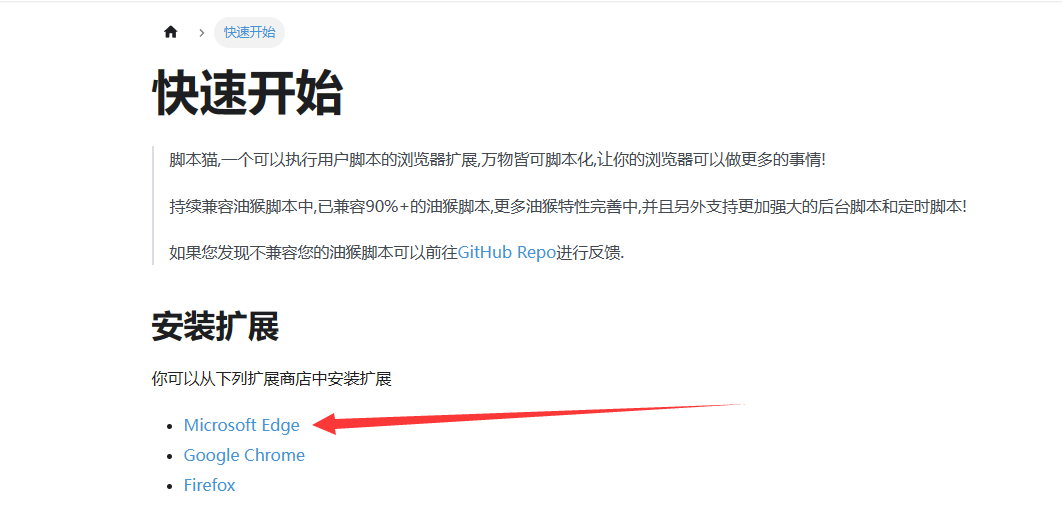 快速开始
快速开始
脚本猫,一个可以执行用户脚本的浏览器扩展,万物皆可脚本化,让你的浏览器可以做更多的事情!
持续兼容油猴脚本中,已兼容90%+的油猴脚本,更多油猴特性完善中,并且另外支持更加强大的后台脚本和定时脚本!
如果您发现不兼容您的油猴脚本可以前往GitHub Repo进行反馈.
安装扩展
你可以从下列扩展商店中安装扩展
Microsoft Edge
Google Chrome
Firefox